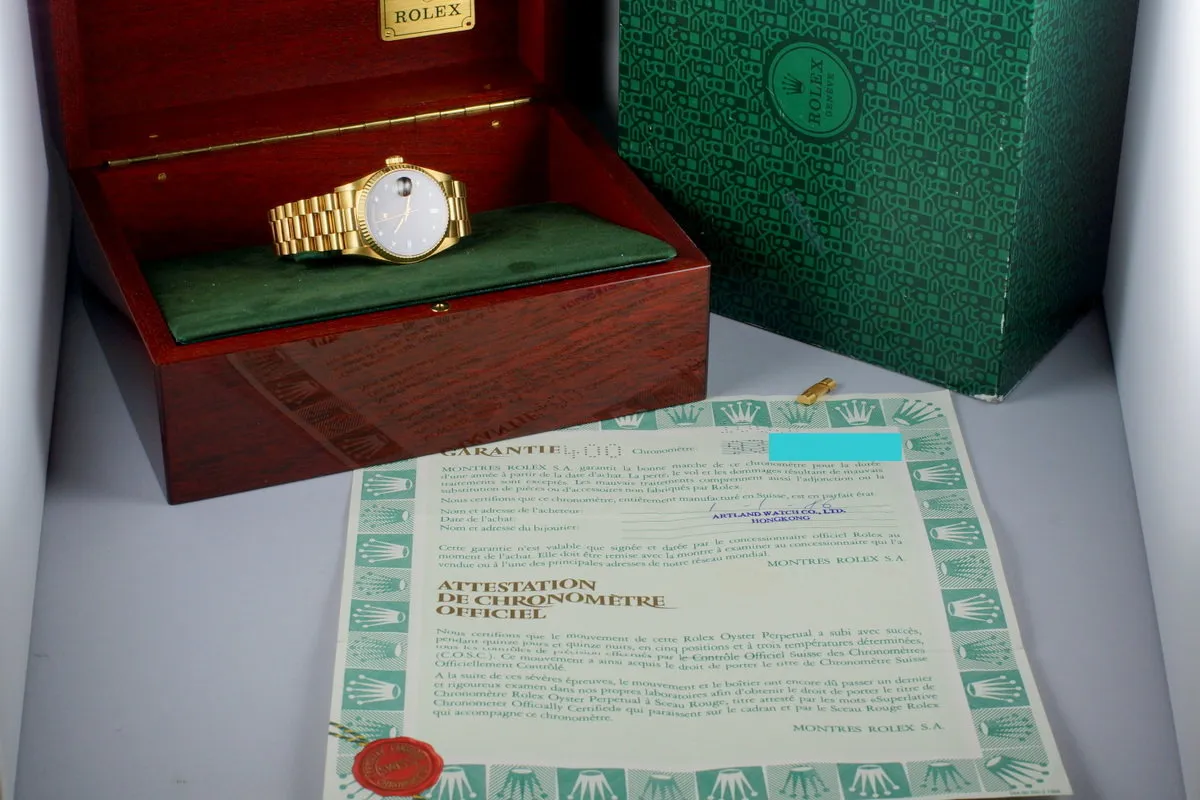 ROLEX
ROLEX
GENEVE
GARANTIE 400 Chronomètre
MONTRES ROLEX S.A. garantit la bonne marche de ce chronomètre pour la durée
d'une année à partir de la date d'achat. La perte, le vol et les dommages résultant de mauvais
traitements sont exceptés. Les mauvais traitements comprennent aussi l'adjonction ou la
substitution de pièces ou d'accessoires non fabriqués par Rolex.
Nous certifions que ce chronomètre, entièrement manufacturé en Suisse, est en parfait état
Nom et adresse de l'acheteur:
Date de l'achat:
Nom et adresse du bijoutier:
ARTLAND WATCH CO., LTD.
HONGKONG
Cette garantie n'est valable que signée et datée par le concessionnaire officiel Rolex au
moment de l'achat. Elle doit être remise avec la montre à examiner au concessionnaire qui l'a
vendue ou à l'une des principales adresses de notre réseau mondial.
MONTRES ROLEX S.A.
ATTESTATION
DE CHRONOMÈTRE
OFFICIEL
Nous certifions que le mouvement de cette Rolex Oyster Perpetual a subi avec succès,
pendant quinze jours et quinze nuits, en cinq positions et à trois températures déterminées,
tous les contrôles de précision effectués par le Contrôle Officiel Suisse des Chronomètres
(C.O.S.C.). Ce mouvement a ainsi acquis le droit de porter le titre de Chronomètre Suisse
Officiellement Contrôlé.
A la suite de ces sévères épreuves, le mouvement et le boîtier ont encore dû passer un dernier
et rigoureux examen dans nos propres laboratoires afin d'obtenir le droit de porter le titre de
Chronomètre Rolex Oyster Perpetual à Sceau Rouge, titre attesté par les mots «Superlative
Chronometer Officially Certified» qui paraissent sur le cadran et par le Sceau Rouge Rolex
qui accompagne ce chronomètre.
MONTRES ROLEX S.A.